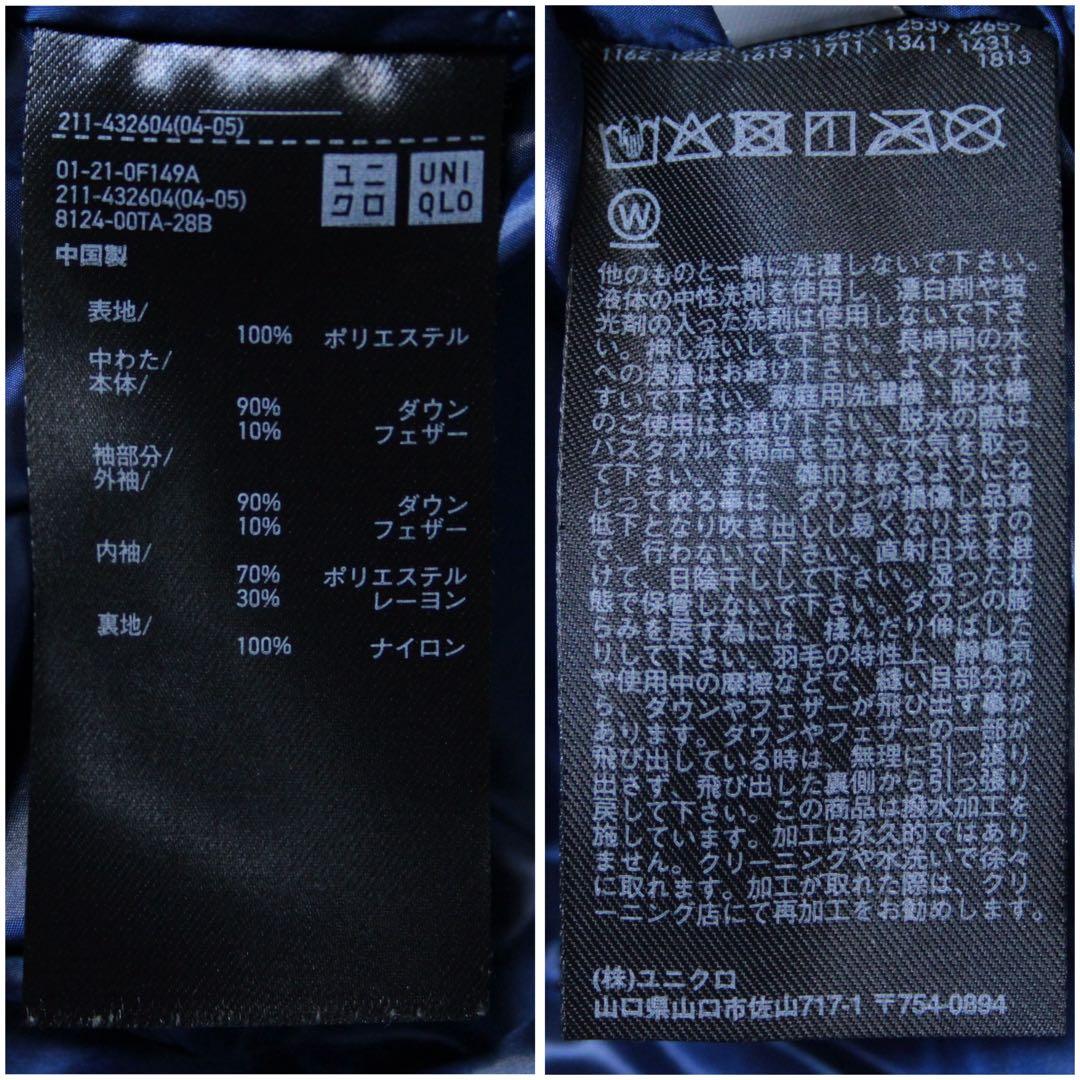 211-432604(04-05)
01-21-0F149A
211-432604(04-05)
8124-00TA-28B
中国製
ユニクロ
UNIQLO
表地/
100% ポリエステル
中わた/
本体/
90% ダウン
10% フェザー
袖部分/
外袖/
90% ダウン
10% フェザー
内袖/
70% ポリエステル
30% レーヨン
裏地/
100% ナイロン
2539, 2659,
1162, 1222, 1613, 1711, 1341, 1431,
1813
W
他のものと一緒に洗濯しないで下さい。
液体の中性洗剤を使用し、漂白剤や蛍
光剤の入った洗剤は使用しないで下さ
い。押し洗いして下さい。長時間の水
への浸漬はお避け下さい。よく水です
すいで下さい。家庭用洗濯機・脱水機
のご使用はお避け下さい。脱水の際は
バスタオルで商品を包んで水気を取っ
て下さい。また、雑巾を絞るようにね
じって絞る事は、ダウンが損傷し品質
低下となり吹き出しし易くなりますの
で、行わないで下さい。直射日光を避
けて、日陰干しして下さい。湿った状
態で保管しないで下さい。ダウンの膨
らみを戻す為には、揉んだり伸ばした
りして下さい。羽毛の特性上、静電気
や使用中の摩擦などで、縫い目部分か
ら、ダウンやフェザーが飛び出す事が
あります。ダウンやフェザーの一部が
飛び出している時は、無理に引っ張り
出さず、飛び出した裏側から引っ張り
戻して下さい。この商品は撥水加工を
施しています。加工は永久的ではあり
ません。クリーニングや水洗いで徐々
に取れます。加工が取れた際は、クリ
ーニング店にて再加工をお勧めします。
(株)ユニクロ
山口県山口市佐山717-1 〒754-0894